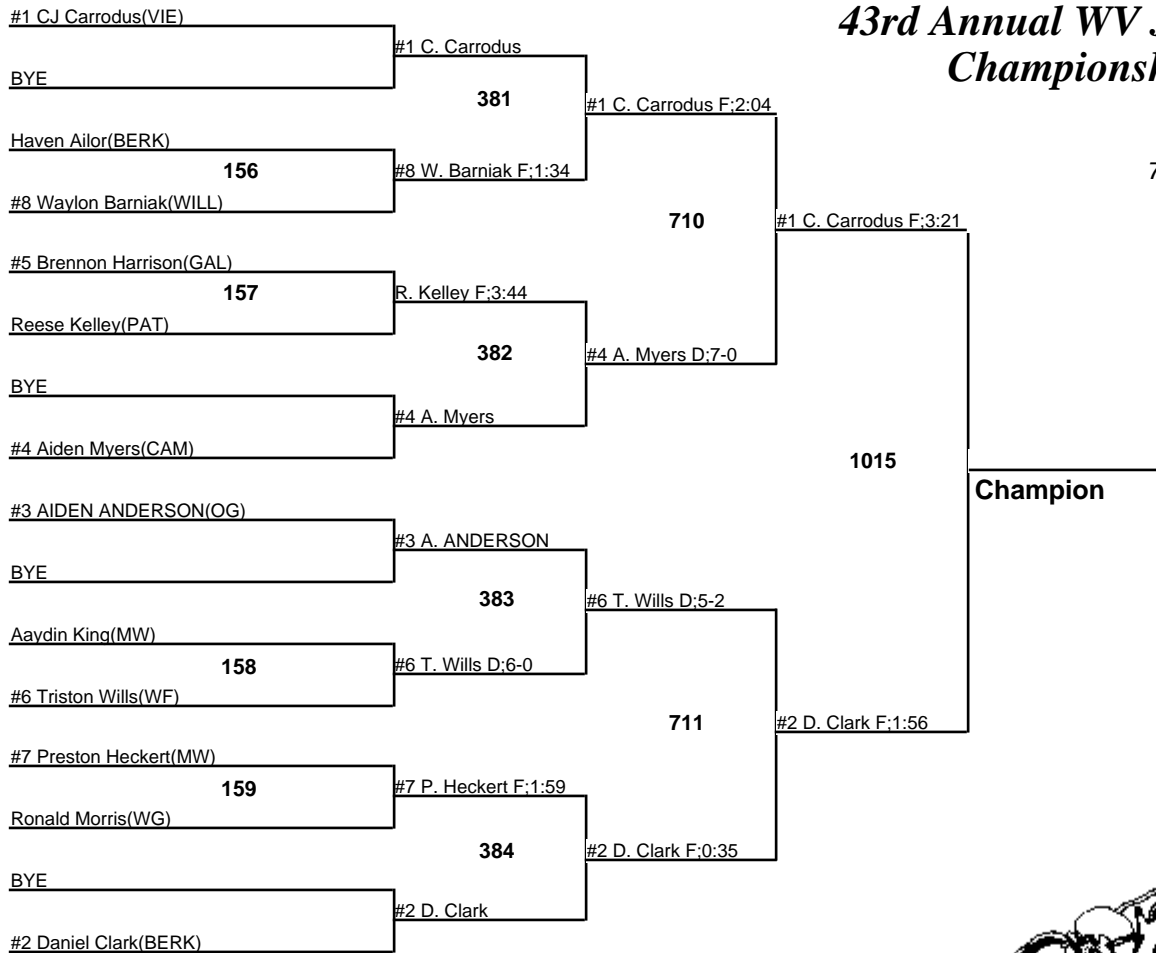 #1 CJ Carrodus(VIE)
43rd Annual WV
Champions
#1 C. Carrodus
BYE
381
#1 C. Carrodus F;2:04
Haven Ailor(BERK)
156
#8 W. Barniak F;1:34
7
#8 Waylon Barniak(WILL)
710
#1 C. Carrodus F;3:21
#5 Brennon Harrison(GAL)
157
R. Kelley F;3:44
Reese Kelley(PAT)
382
#4 A. Myers D;7-0
BYE
#4 A. Myers
#4 Aiden Myers(CAM)
1015
Champion
#3 AIDEN ANDERSON(OG)
#3 A. ANDERSON
BYE
383
#6 T. Wills D;5-2
Aaydin King(MW)
158
#6 T. Wills D;6-0
#6 Triston Wills(WF)
711
#2 D. Clark F;1:56
#7 Preston Heckert(MW)
159
#7 P. Heckert F;1:59
Ronald Morris(WG)
384
#2 D. Clark F;0:35
BYE
#2 D. Clark
#2 Daniel Clark(BERK)